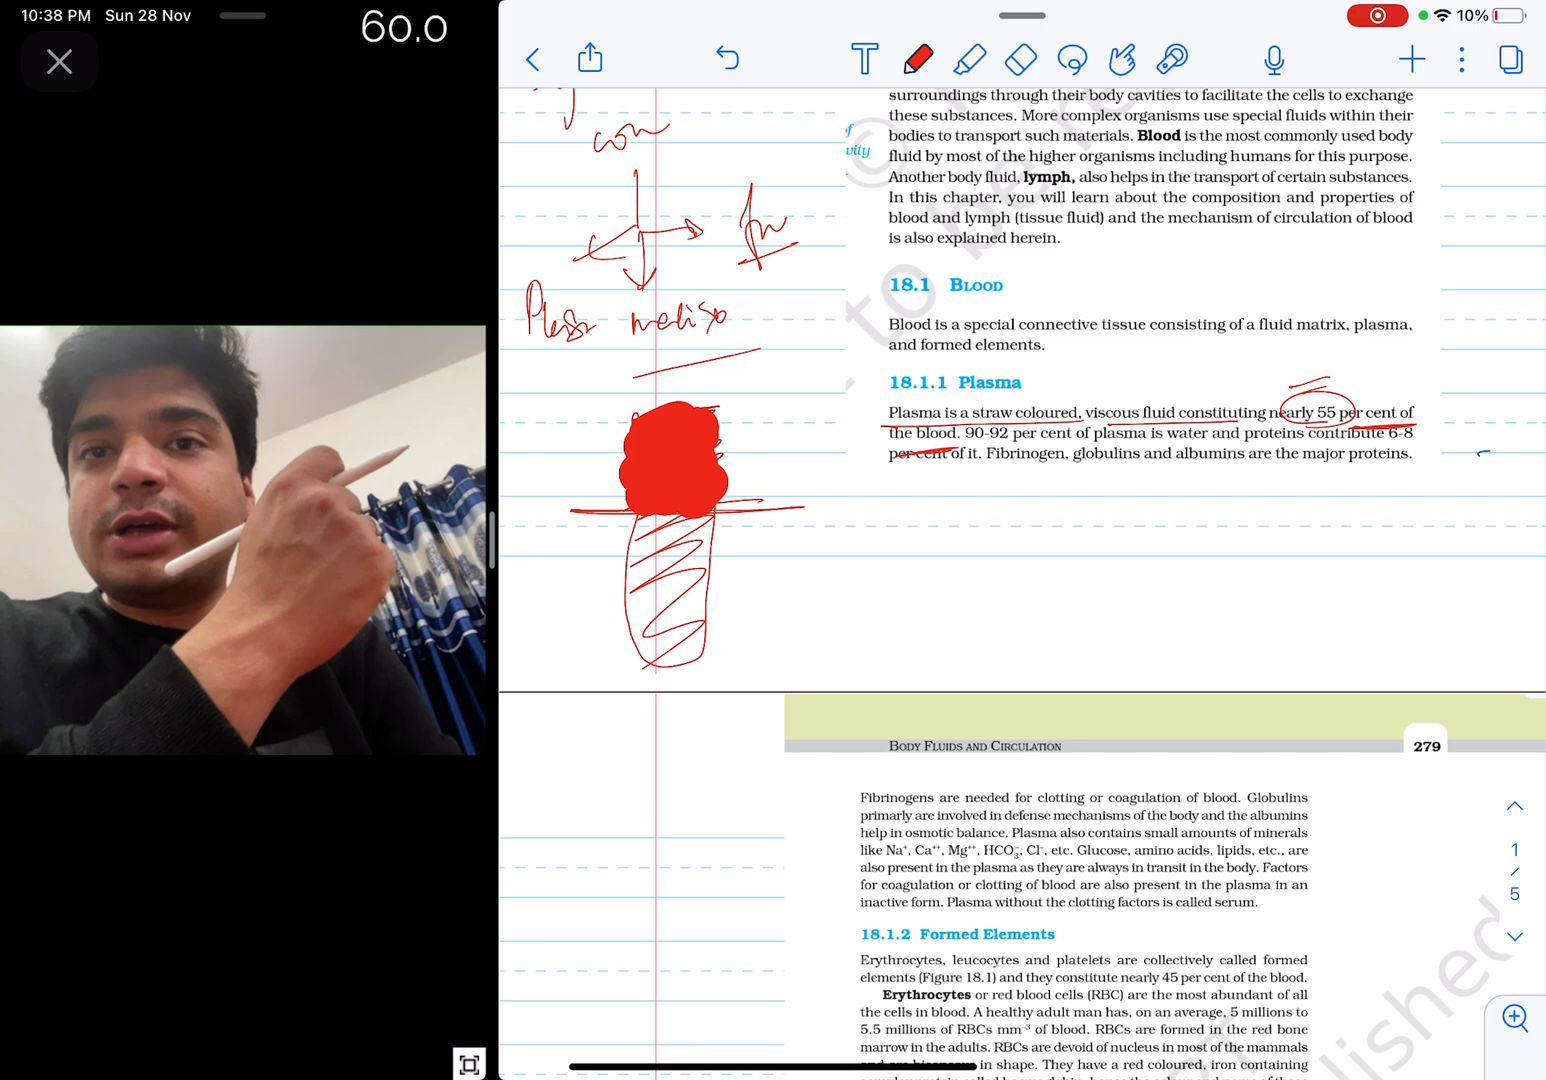 10:38 PM Sun 28 Nov
60.0
10%
T
con
surroundings through their body cavities to facilitate the cells to exchange
these substances. More complex organisms use special fluids within their
bodies to transport such materials. Blood is the most commonly used body
fluid by most of the higher organisms including humans for this purpose.
Another body fluid, lymph, also helps in the transport of certain substances.
In this chapter, you will learn about the composition and properties of
blood and lymph (tissue fluid) and the mechanism of circulation of blood
is also explained herein.
18.1 BLOOD
Blood is a special connective tissue consisting of a fluid matrix, plasma,
and formed elements.
18.1.1 Plasma
Plasma is a straw coloured, viscous fluid constituting nearly 55 per cent of
the blood. 90-92 per cent of plasma is water and proteins contribute 6-8
per cent of it. Fibrinogen, globulins and albumins are the major proteins.
BODY FLUIDS AND CIRCULATION
279
Fibrinogens are needed for clotting or coagulation of blood. Globulins
primarly are involved in defense mechanisms of the body and the albumins
help in osmotic balance. Plasma also contains small amounts of minerals
like Na⁺, Ca⁺⁺, Mg⁺⁺, HCO₃⁻, Cl⁻, etc. Glucose, amino acids, lipids, etc., are
also present in the plasma as they are always in transit in the body. Factors
for coagulation or clotting of blood are also present in the plasma in an
inactive form. Plasma without the clotting factors is called serum.
18.1.2 Formed Elements
Erythrocytes, leucocytes and platelets are collectively called formed
elements (Figure 18.1) and they constitute nearly 45 per cent of the blood.
Erythrocytes or red blood cells (RBC) are the most abundant of all
the cells in blood. A healthy adult man has, on an average, 5 millions to
5.5 millions of RBCs mm⁻³ of blood. RBCs are formed in the red bone
marrow in the adults. RBCs are devoid of nucleus in most of the mammals
in shape. They have a red coloured, iron containing
1
/
5
to be re
lished